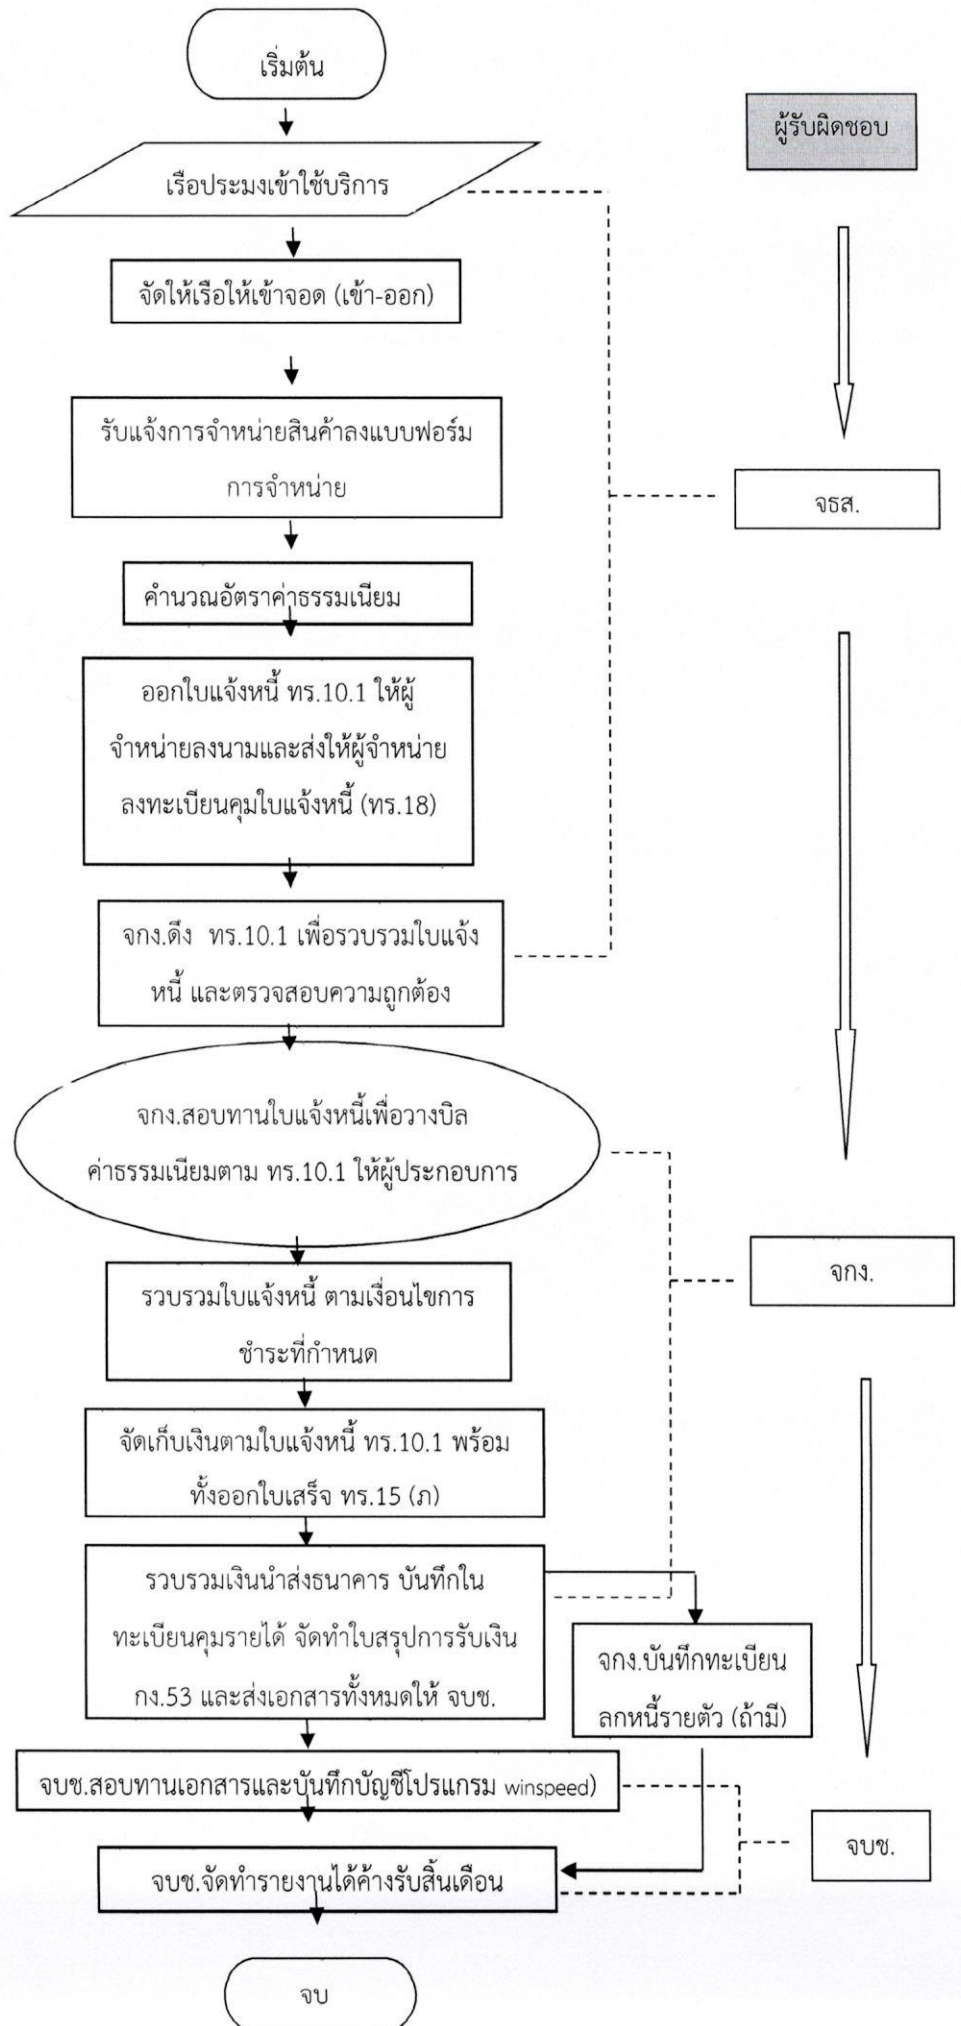 เริ่มต้น
ผู้รับผิดชอบ
เรือประมงเข้าใช้บริการ
จัดให้เรือให้เข้าจอด (เข้า-ออก)
รับแจ้งการจำหน่ายสินค้าลงแบบฟอร์ม
การจำหน่าย
จธส.
คำนวณอัตราค่าธรรมเนียม
ออกใบแจ้งหนี้ ทร.10.1 ให้ผู้
จำหน่ายลงนามและส่งให้ผู้จำหน่าย
ลงทะเบียนคุมใบแจ้งหนี้ (ทร.18)
จกง.ดึง ทร.10.1 เพื่อรวบรวมใบแจ้ง
หนี้ และตรวจสอบความถูกต้อง
จกง.สอบทานใบแจ้งหนี้เพื่อวางบิล
ค่าธรรมเนียมตาม ทร.10.1 ให้ผู้ประกอบการ
จกง.
รวบรวมใบแจ้งหนี้ ตามเงื่อนไขการ
ชำระที่กำหนด
จัดเก็บเงินตามใบแจ้งหนี้ ทร.10.1 พร้อม
ทั้งออกใบเสร็จ ทร.15 (ภ)
รวบรวมเงินนำส่งธนาคาร บันทึกใน
ทะเบียนคุมรายได้ จัดทำใบสรุปการรับเงิน
กง.53 และส่งเอกสารทั้งหมดให้ จบช.
จกง.บันทึกทะเบียน
ลกหนี้รายตัว (ถ้ามี)
จบช.สอบทานเอกสารและบันทึกบัญชีโปรแกรม winspeed)
จบช.
จบช.จัดทำรายงานได้ค้างรับสิ้นเดือน
จบ